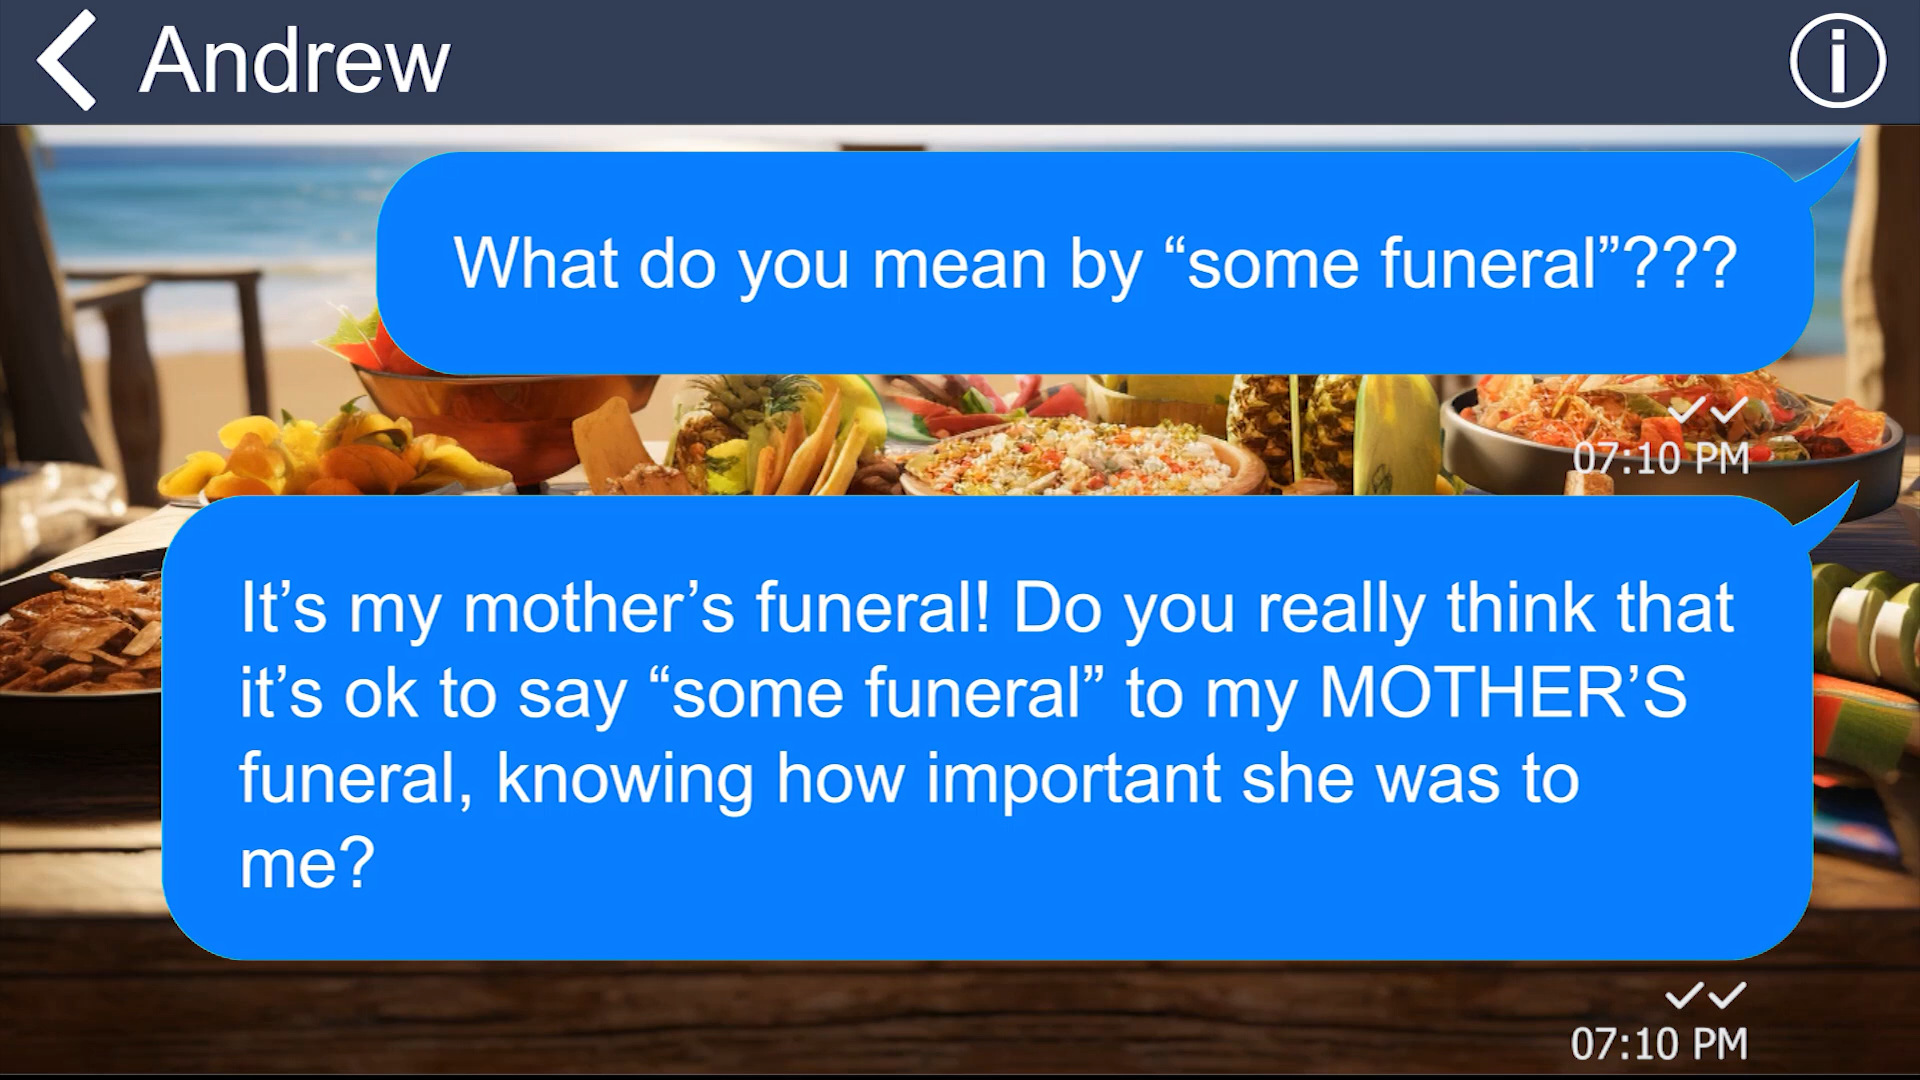 Andrew
What do you mean by “some funeral”???
07:10 PM
It’s my mother’s funeral! Do you really think that
it’s ok to say “some funeral” to my MOTHER’S
funeral, knowing how important she was to
me?
07:10 PM